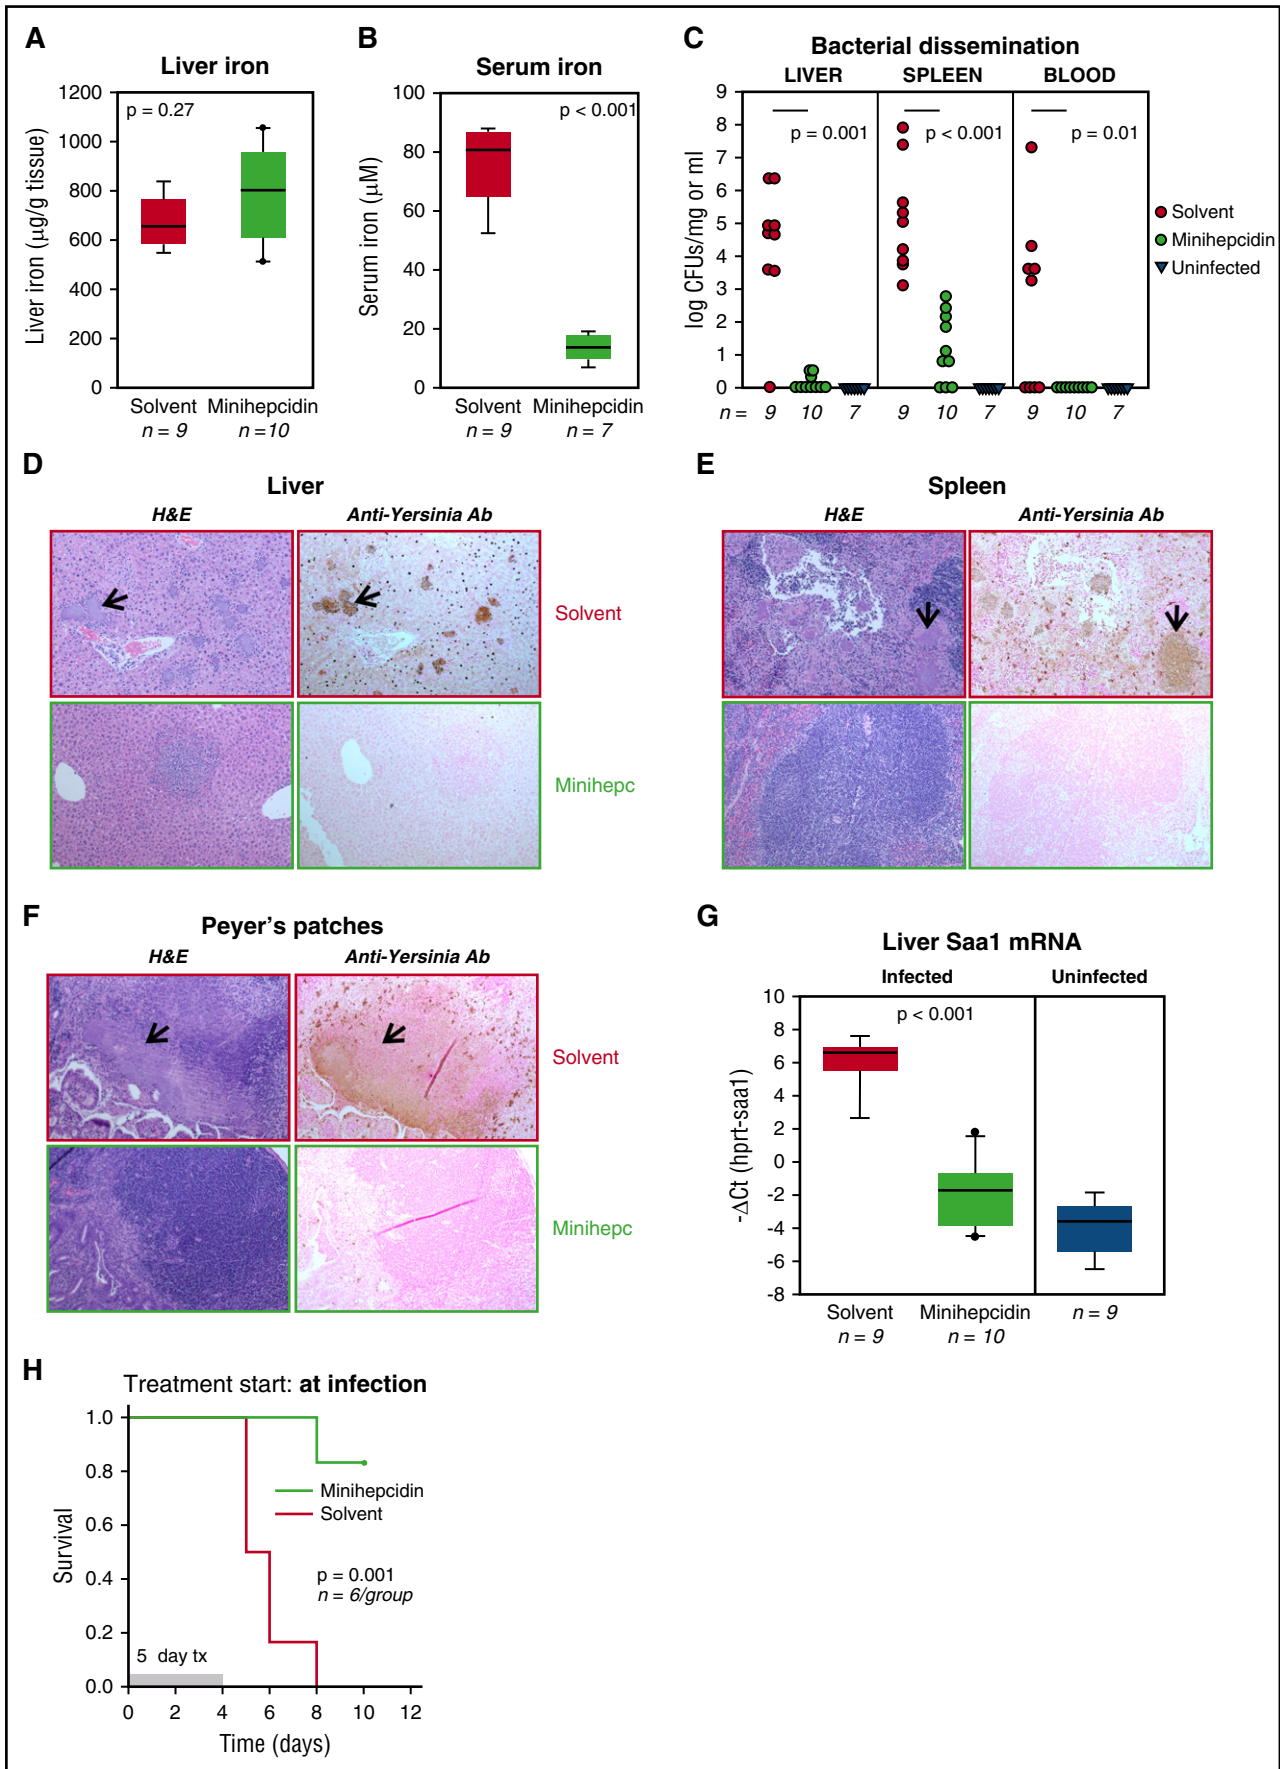 A
Liver iron
p = 0.27
Liver iron (μg/g tissue)
1200
1000
800
600
400
200
0
Solvent Minihepcidin
n = 9 n =10
B
Serum iron
p < 0.001
Serum iron (μM)
100
80
60
40
20
0
Solvent Minihepcidin
n = 9 n = 7
C
Bacterial dissemination
LIVER SPLEEN BLOOD
p = 0.001 p < 0.001 p = 0.01
log CFUs/mg or ml
9
8
7
6
5
4
3
2
1
0
n = 9 10 7 9 10 7 9 10 7
Solvent
Minihepcidin
Uninfected
D
Liver
H&E Anti-Yersinia Ab
Solvent
Minihepc
E
Spleen
H&E Anti-Yersinia Ab
F
Peyer's patches
H&E Anti-Yersinia Ab
Solvent
Minihepc
G
Liver Saa1 mRNA
Infected Uninfected
p < 0.001
-ΔCt (hprt-saa1)
10
8
6
4
2
0
-2
-4
-6
-8
Solvent Minihepcidin
n = 9 n = 10 n = 9
H
Treatment start: at infection
Survival
1.0
0.8
0.6
0.4
0.2
0.0
Minihepcidin
Solvent
p = 0.001
n = 6/group
5 day tx
0 2 4 6 8 10 12
Time (days)